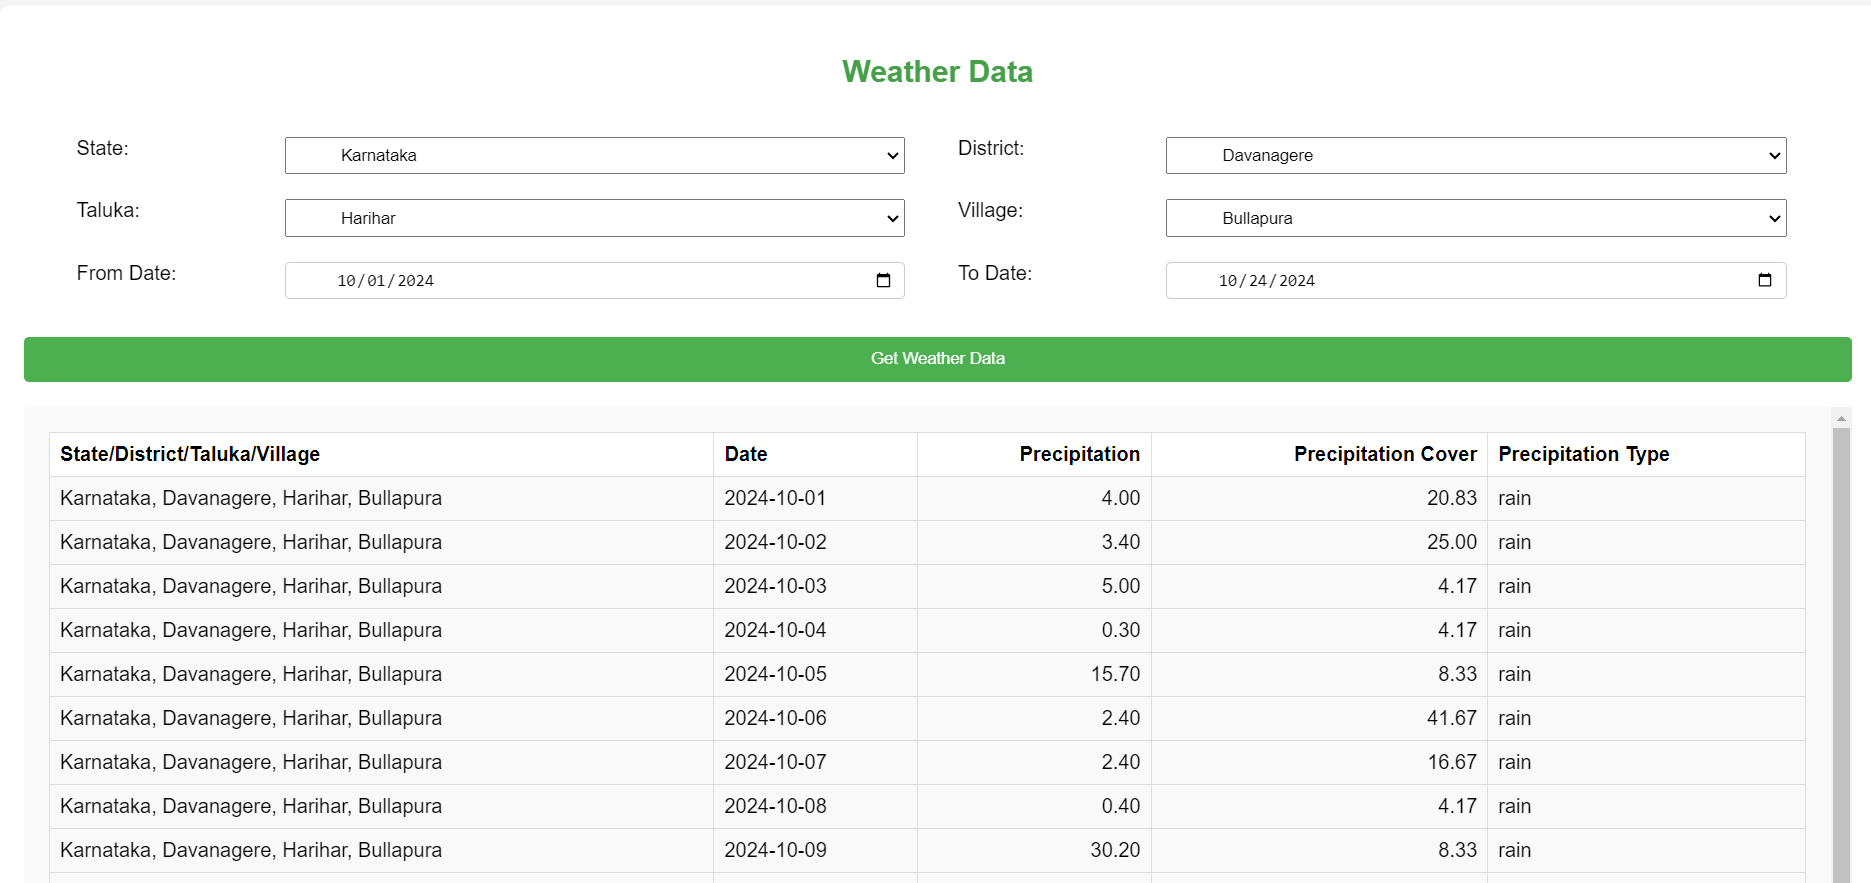 Weather Data
State: Karnataka District: Davanagere
Taluka: Harihar Village: Bullapura
From Date: 10/01/2024 To Date: 10/24/2024
Get Weather Data
State/District/Taluka/Village Date Precipitation Precipitation Cover Precipitation Type
Karnataka, Davanagere, Harihar, Bullapura 2024-10-01 4.00 20.83 rain
Karnataka, Davanagere, Harihar, Bullapura 2024-10-02 3.40 25.00 rain
Karnataka, Davanagere, Harihar, Bullapura 2024-10-03 5.00 4.17 rain
Karnataka, Davanagere, Harihar, Bullapura 2024-10-04 0.30 4.17 rain
Karnataka, Davanagere, Harihar, Bullapura 2024-10-05 15.70 8.33 rain
Karnataka, Davanagere, Harihar, Bullapura 2024-10-06 2.40 41.67 rain
Karnataka, Davanagere, Harihar, Bullapura 2024-10-07 2.40 16.67 rain
Karnataka, Davanagere, Harihar, Bullapura 2024-10-08 0.40 4.17 rain
Karnataka, Davanagere, Harihar, Bullapura 2024-10-09 30.20 8.33 rain